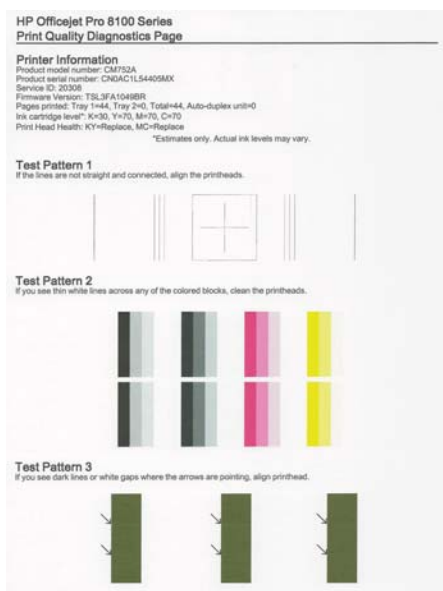 HP Officejet Pro 8100 Series
Print Quality Diagnostics Page
Printer Information
Product model number: CM752A
Product serial number: CN0AC1L54405MX
Service ID: 20308
Firmware Version: TSL3FA1049BR
Pages printed: Tray 1=44, Tray 2=0, Total=44, Auto-duplex unit=0
Ink cartridge level*: K=30, Y=70, M=70, C=70
Print Head Health: KY=Replace, MC=Replace
*Estimates only. Actual ink levels may vary.
Test Pattern 1
If the lines are not straight and connected, align the printheads.
Test Pattern 2
If you see thin white lines across any of the colored blocks, clean the printheads.
Test Pattern 3
If you see dark lines or white gaps where the arrows are pointing, align printhead.